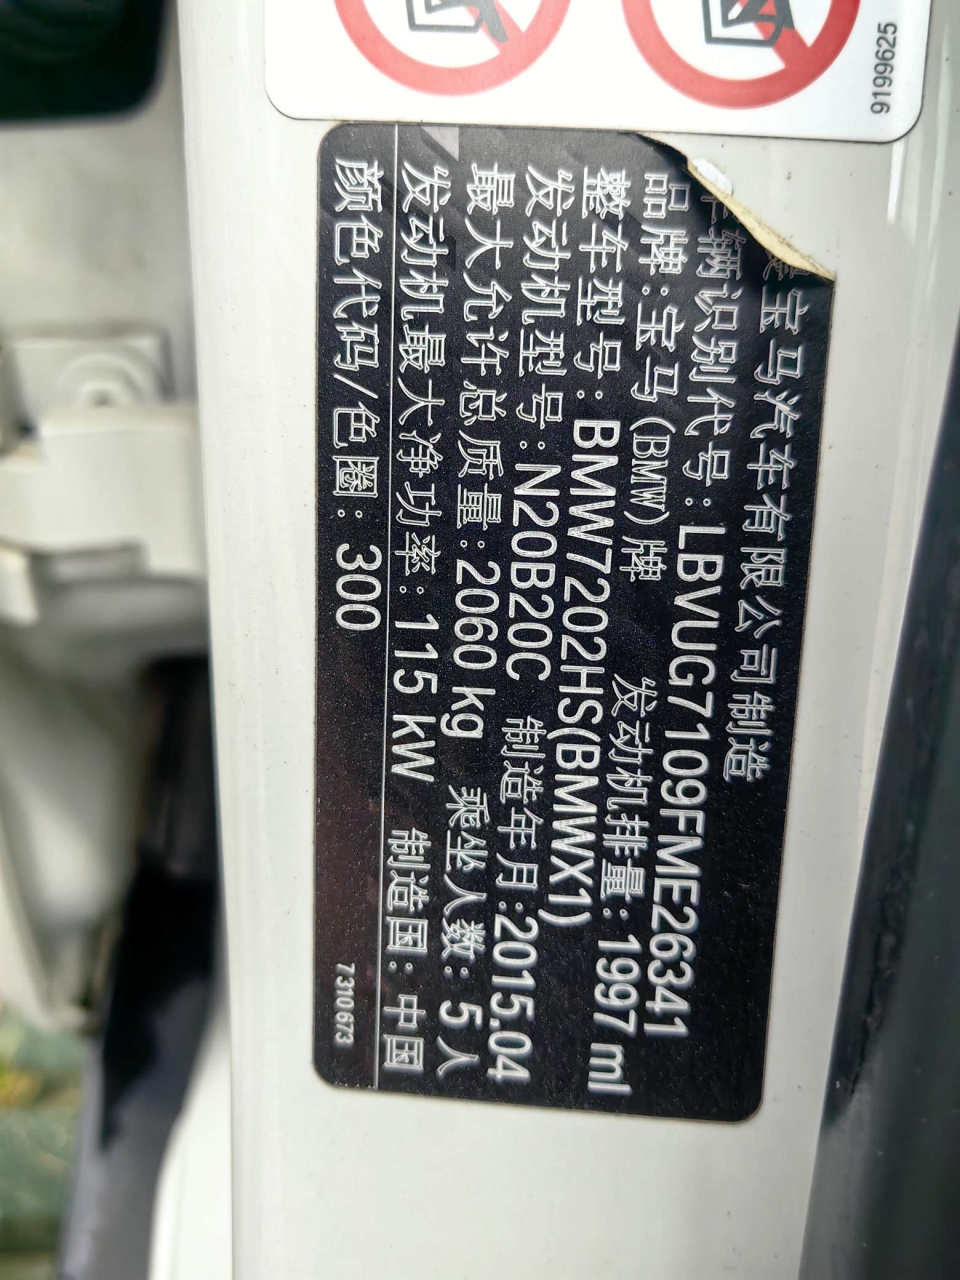 9199625
宝马汽车有限公司制造
车辆识别代号: LBVUG7109FME26341
品牌: 宝马 (BMW) 牌 发动机排量: 1997 ml
整车型号: BMW7202HS(BMWX1)
发动机型号: N20B20C 制造年月: 2015.04
最大允许总质量: 2060 kg 乘坐人数: 5 人
发动机最大净功率: 115 kW 制造国: 中国
颜色代码/色圈: 300
7310673